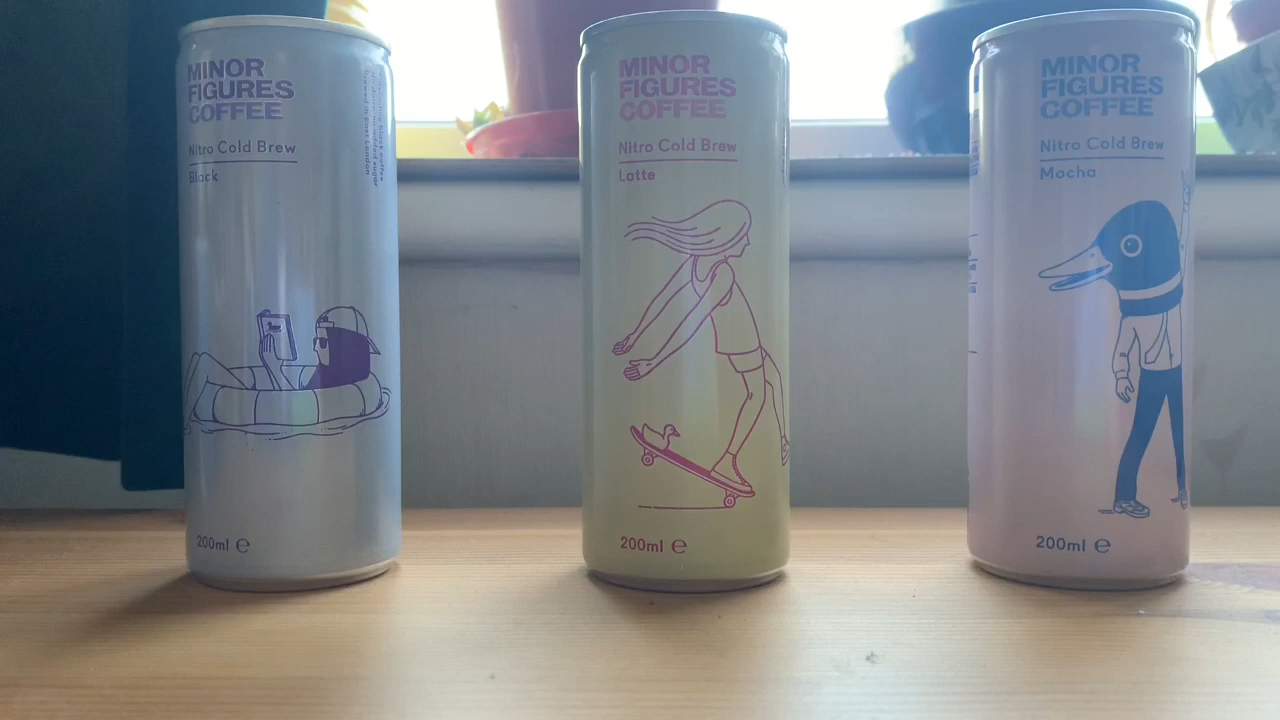 MINOR
FIGURES
COFFEE
Nitro Cold Brew
Black
200ml e
MINOR
FIGURES
COFFEE
Nitro Cold Brew
Latte
200ml e
MINOR
FIGURES
COFFEE
Nitro Cold Brew
Mocha
200ml e